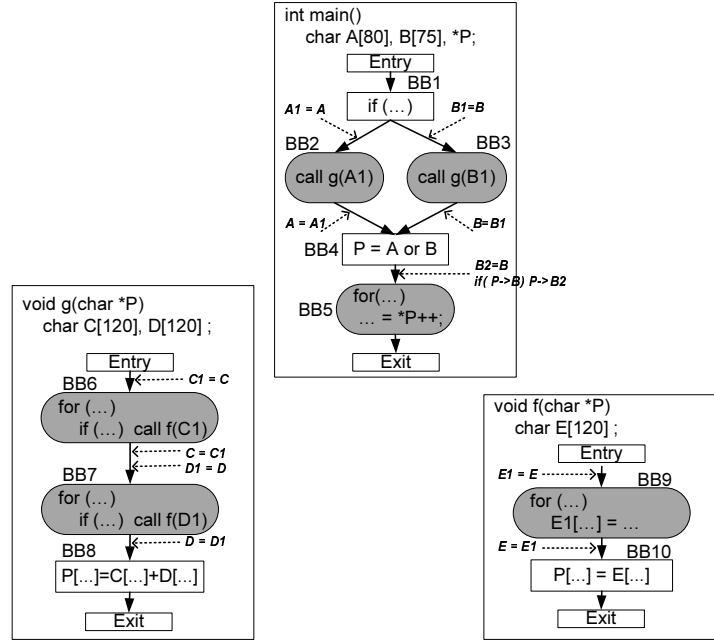 int main()
char A[80], B[75], *P;
Entry
BB1
if (...)
A1 = A
B1=B
BB2
BB3
call g(A1)
call g(B1)
A = A1
B=B1
BB4
P = A or B
B2=B
if( P->B) P->B2
BB5
for(...)
... = *P++;
Exit
void g(char *P)
char C[120], D[120] ;
Entry
BB6
C1 = C
for (...)
if (...) call f(C1)
C = C1
BB7
D1 = D
for (...)
if (...) call f(D1)
BB8
D = D1
P[...]=C[...]+D[...]
Exit
void f(char *P)
char E[120] ;
Entry
E1 = E
BB9
for (...)
E1[...] = ...
E = E1
BB10
P[...] = E[...]
Exit